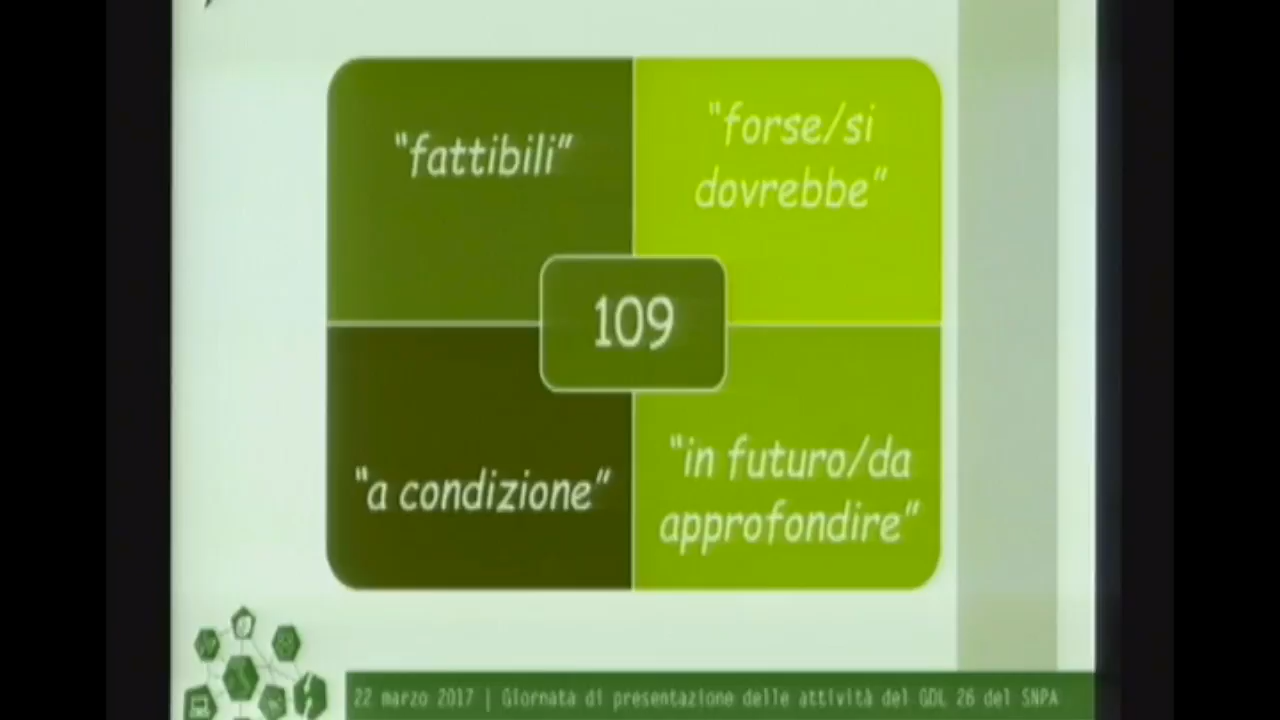 "fattibili"
"forse/si
dovrebbe"
109
"a condizione"
"in futuro/da
approfondire"
22 marzo 2017 | Giornata di presentazione delle attività del GDL 26 del SNPA